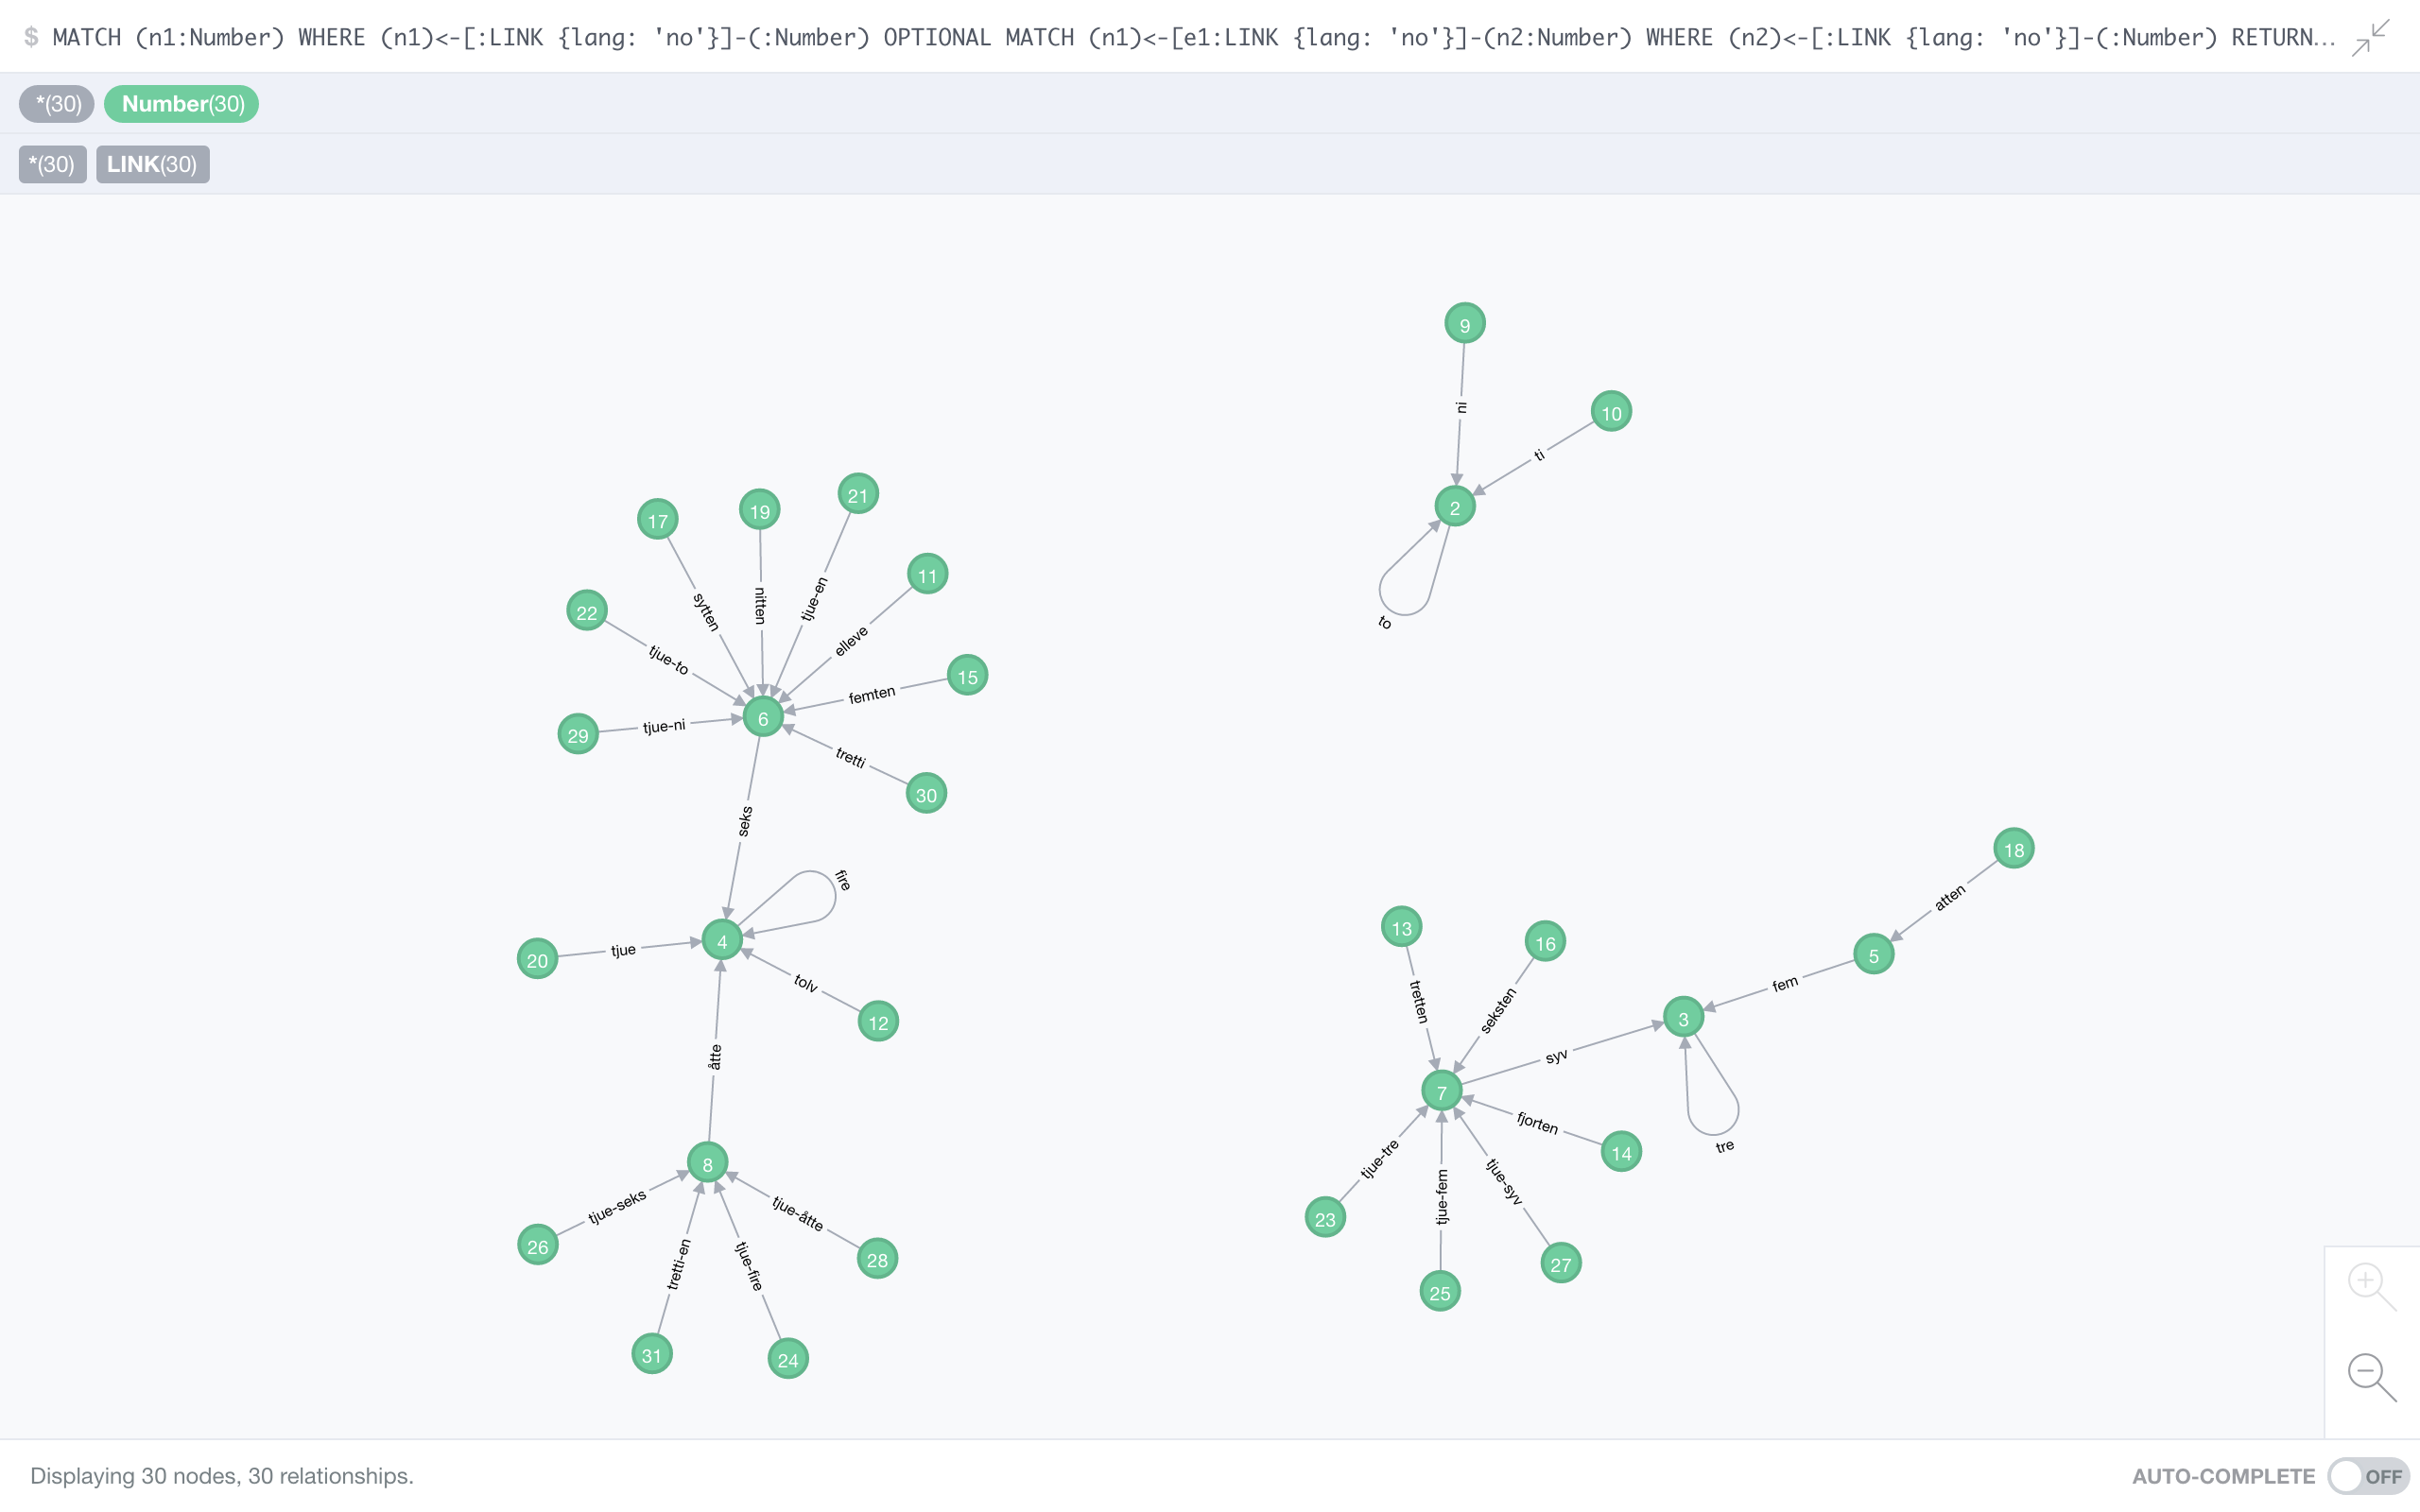 $ MATCH (n1:Number) WHERE (n1)<-[:LINK {lang: 'no'}]-(:Number) OPTIONAL MATCH (n1)<-[e1:LINK {lang: 'no'}]-(n2:Number) WHERE (n2)<-[:LINK {lang: 'no'}]-(:Number) RETURN...
*(30) Number(30)
*(30) LINK(30)
9
ni
10
ti
2
to
17
19
21
11
22
sytten
nitten
tjue-en
elleve
tjue-to
15
femten
6
29
tjue-ni
tretti
30
seks
fire
4
20
tjue
tolv
12
åtte
8
tjue-seks
26
tretti-en
31
tjue-fire
24
tjue-åtte
28
18
atten
5
fem
3
tre
13
tretten
16
seksten
syv
7
fjorten
14
tjue-tre
23
tjue-fem
25
tjue-syv
27
Displaying 30 nodes, 30 relationships.
AUTO-COMPLETE OFF